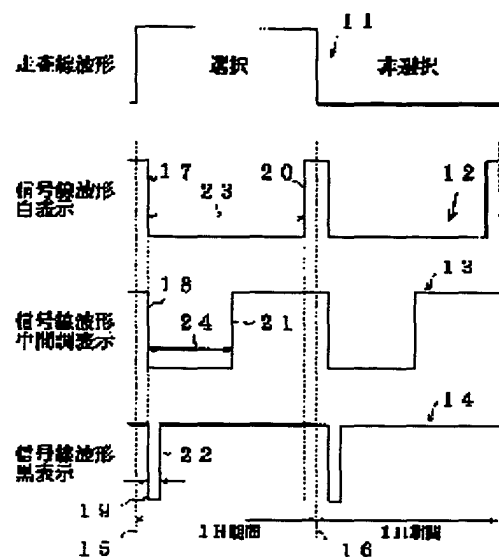 11
走査線波形
選択
非選択
17
20
12
信号線波形
白表示
23
18
13
信号線波形
中間調表示
24
21
14
信号線波形
黒表示
22
19
1H期間
1H期間
15
16